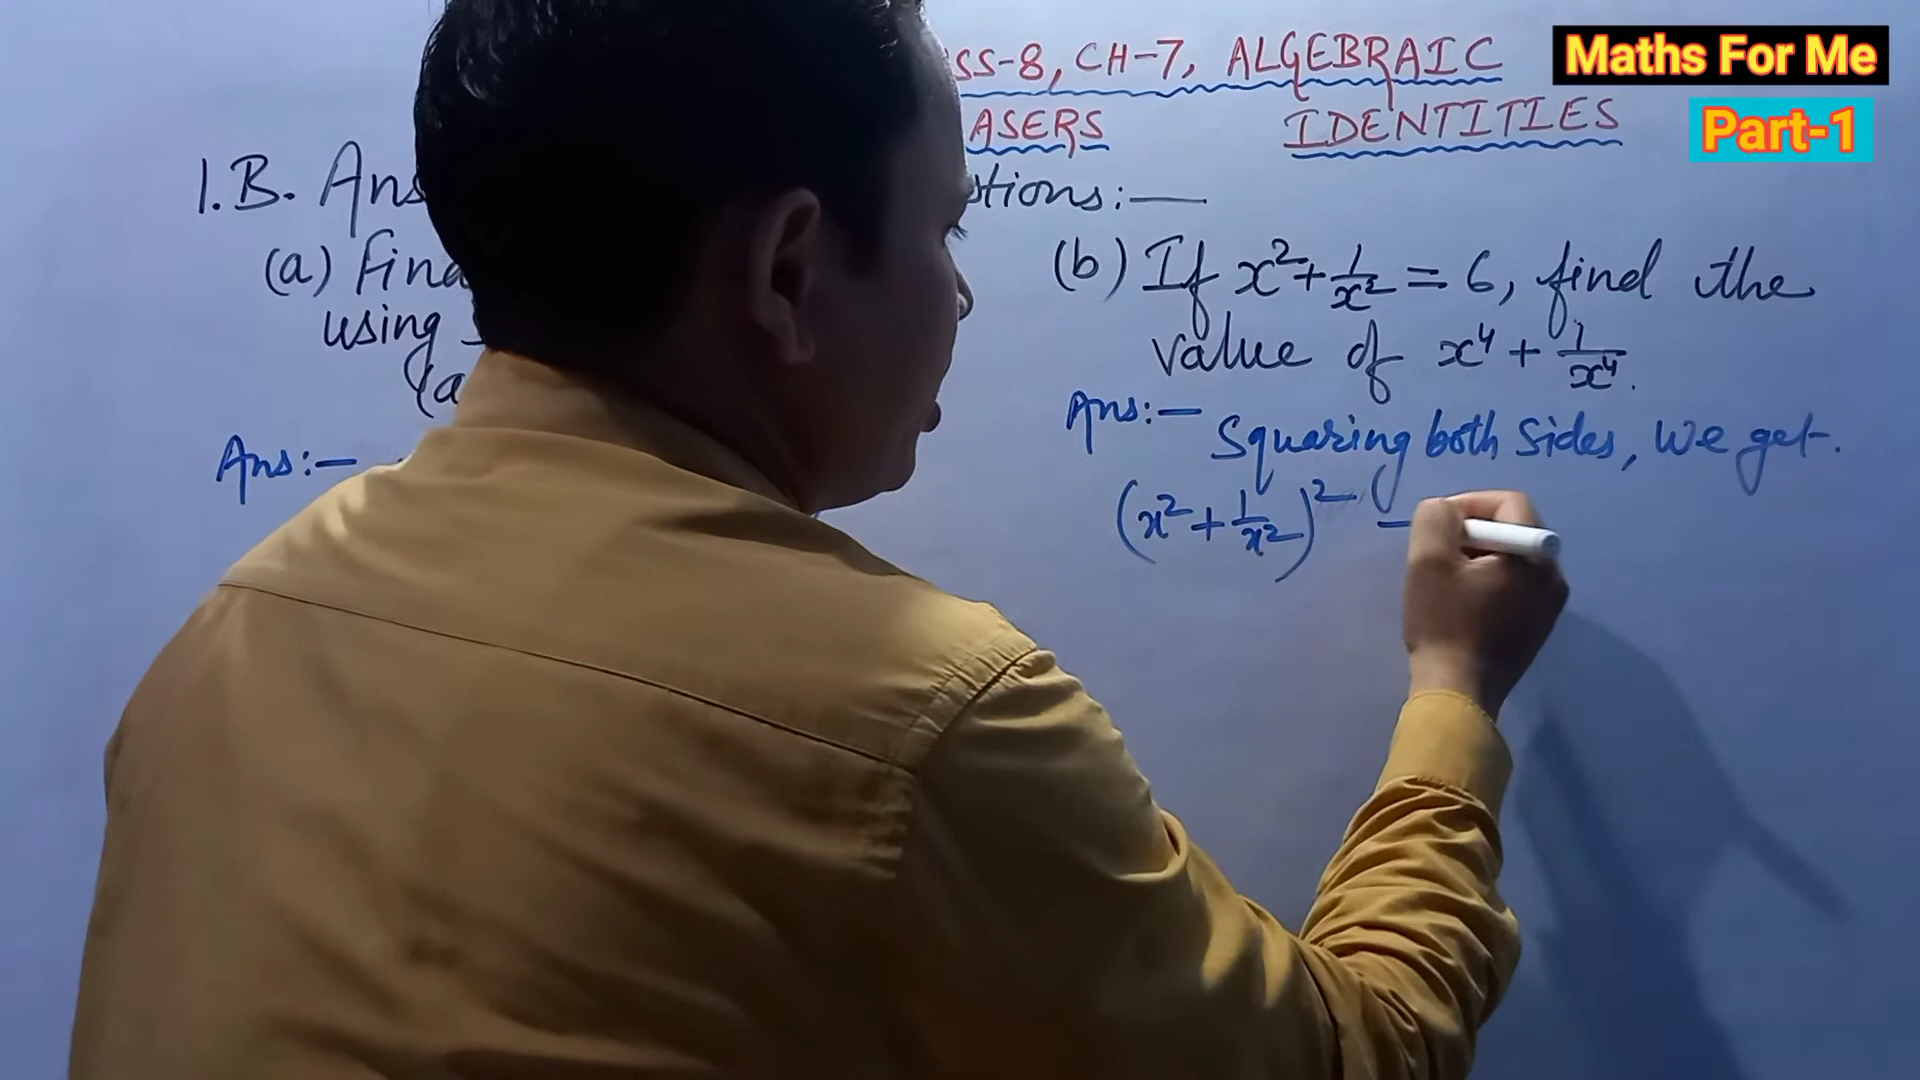 SS-8, CH-7, ALGEBRAIC
ASERS IDENTITIES
Maths For Me
Part-1
1.B. Ans
stions:—
(a) Find
using
(a
Ans:—
(b) If x²+1/x² = 6, find the
value of x⁴ + 1/x⁴.
Ans:— Squaring both Sides, We get.
(x²+1/x²)²